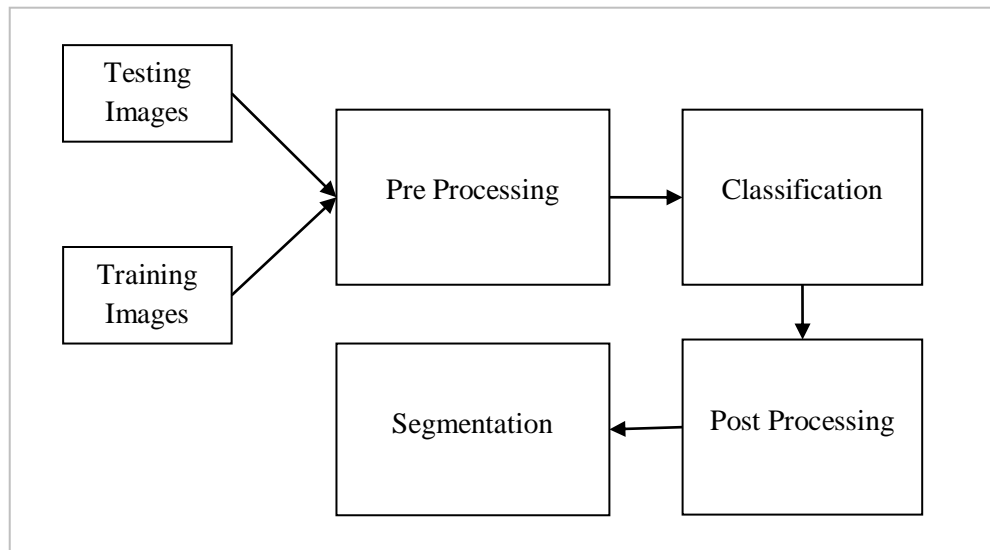 Testing
Images
Pre Processing
Classification
Training
Images
Segmentation
Post Processing